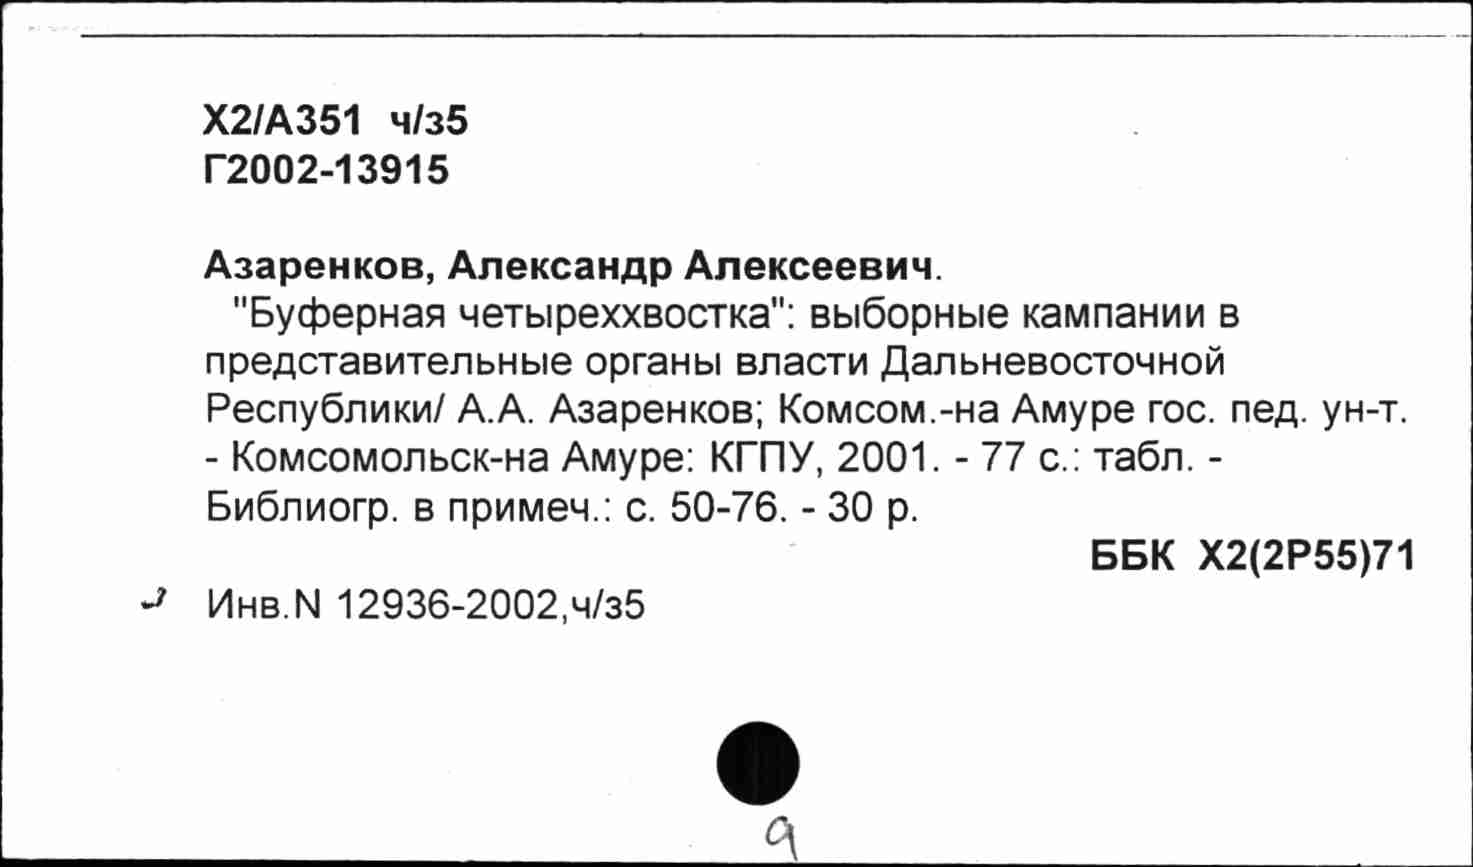 Х2/А351 ч/з5
Г2002-13915
Азаренков, Александр Алексеевич.
"Буферная четыреххвостка": выборные кампании в
представительные органы власти Дальневосточной
Республики/ А.А. Азаренков; Комсом.-на Амуре гос. пед. ун-т.
- Комсомольск-на Амуре: КГПУ, 2001. - 77 с.: табл. -
Библиогр. в примеч.: с. 50-76. - 30 р.
ББК Х2(2Р55)71
Инв.N 12936-2002,ч/з5